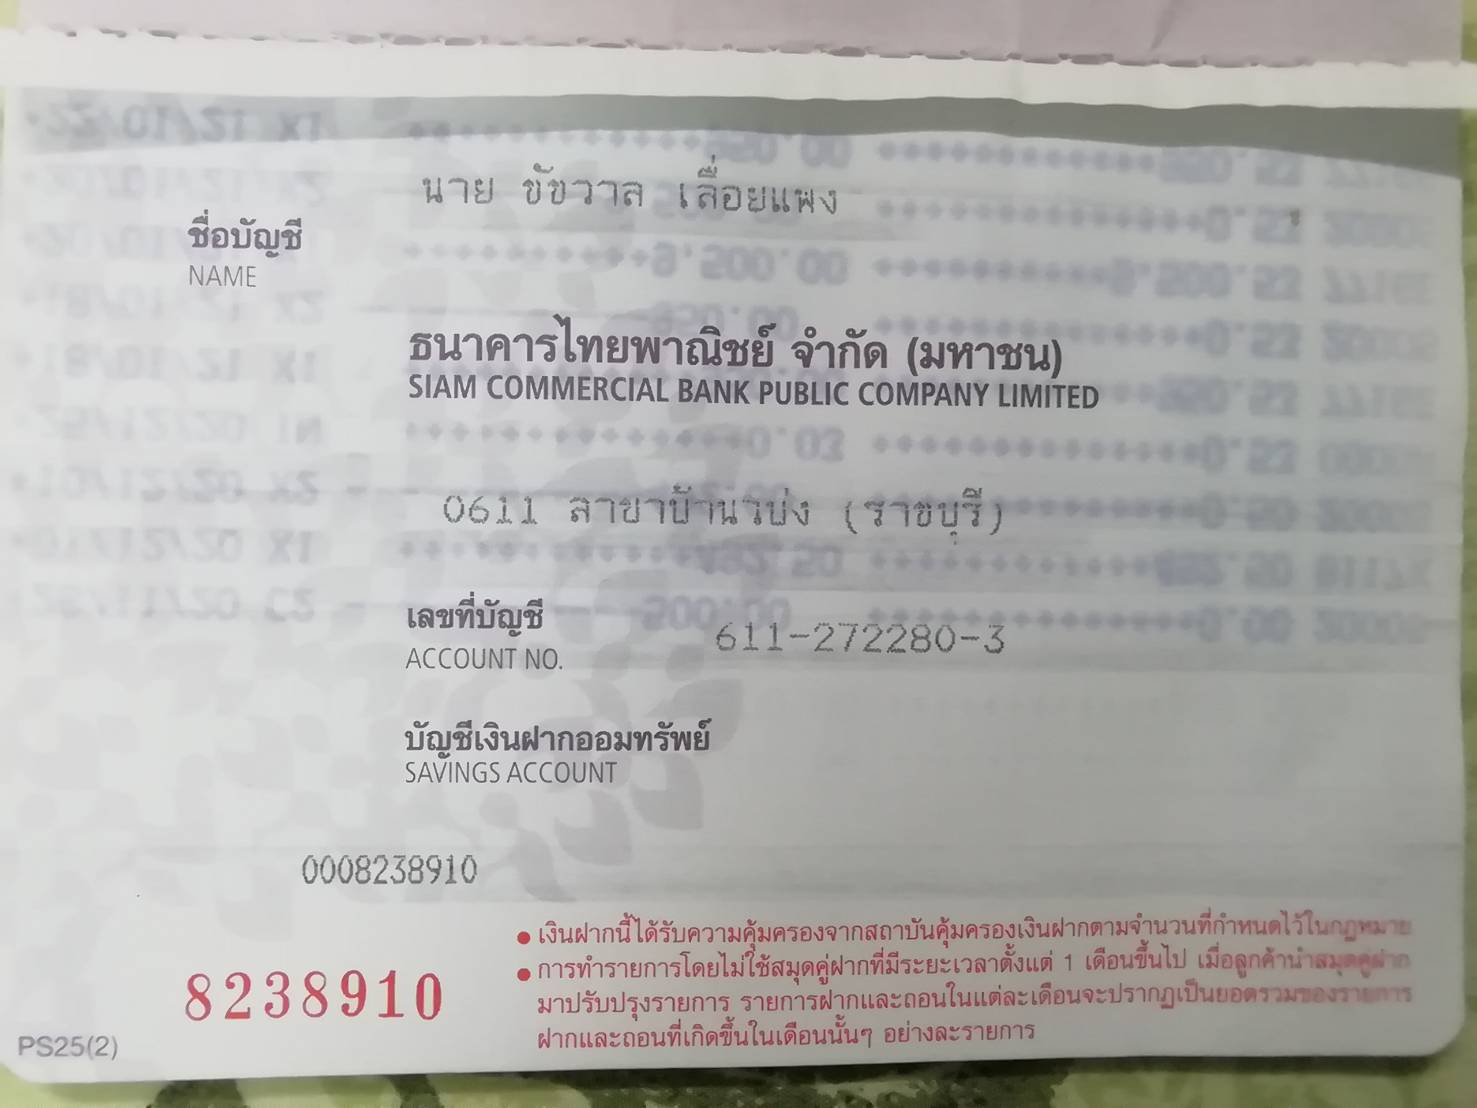 นาย ชัชวาล เลื่อยแพง
ชื่อบัญชี
NAME
ธนาคารไทยพาณิชย์ จำกัด (มหาชน)
SIAM COMMERCIAL BANK PUBLIC COMPANY LIMITED
0611 สาขาบ้านโป่ง (ราชบุรี)
เลขที่บัญชี
ACCOUNT NO. 611-272280-3
บัญชีเงินฝากออมทรัพย์
SAVINGS ACCOUNT
0008238910
8238910
• เงินฝากนี้ได้รับความคุ้มครองจากสถาบันคุ้มครองเงินฝากตามจำนวนที่กำหนดไว้ในกฎหมาย
• การทำรายการโดยไม่ใช้สมุดคู่ฝากที่มีระยะเวลาตั้งแต่ 1 เดือนขึ้นไป เมื่อลูกค้านำสมุดคู่ฝาก
มาปรับปรุงรายการ รายการฝากและถอนในแต่ละเดือนจะปรากฏเป็นยอดรวมของรายการ
ฝากและถอนที่เกิดขึ้นในเดือนนั้นๆ อย่างละรายการ
PS25(2)